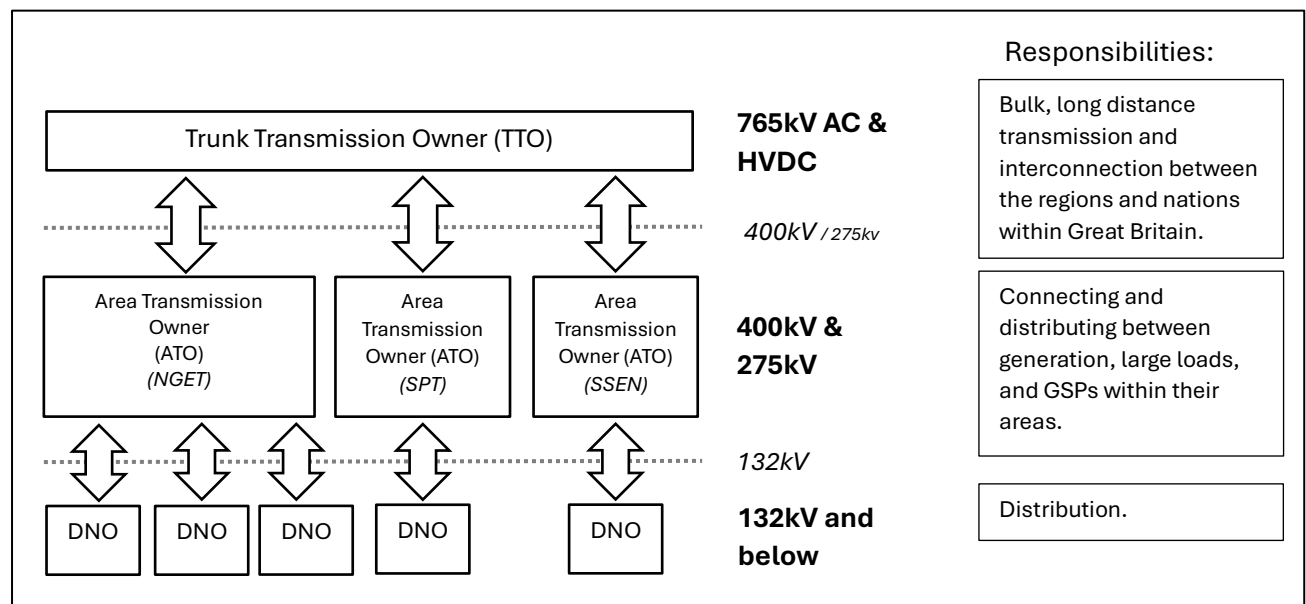 Responsibilities:
Trunk Transmission Owner (TTO)
765kV AC &
HVDC
Bulk, long distance
transmission and
interconnection between
the regions and nations
within Great Britain.
400kV / 275kv
Area Transmission
Owner
(ATO)
(NGET)
Area
Transmission
Owner (ATO)
(SPT)
Area
Transmission
Owner (ATO)
(SSEN)
400kV &
275kV
Connecting and
distributing between
generation, large loads,
and GSPs within their
areas.
132kV
DNO
DNO
DNO
DNO
DNO
132kV and
below
Distribution.